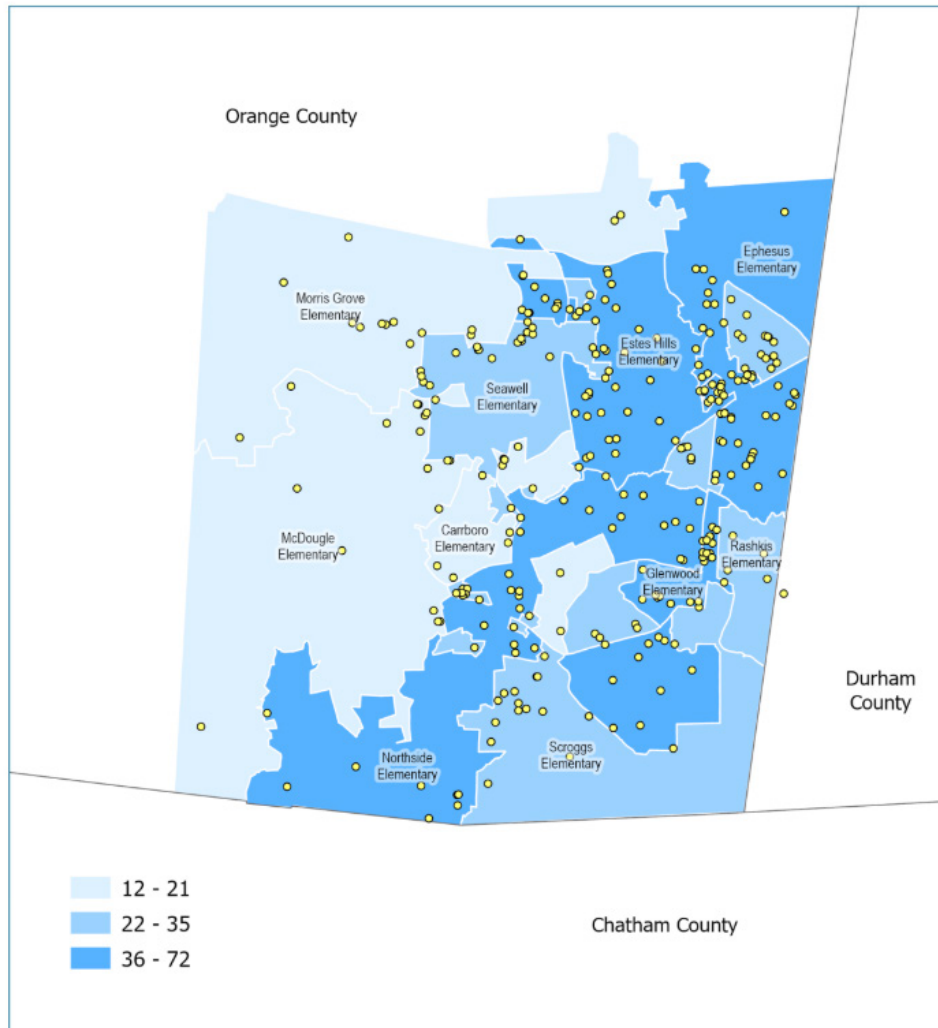 Orange County
Ephesus
Elementary
Morris Grove
Elementary
Estes Hills
Elementary
Seawell
Elementary
McDougle
Elementary
Carrboro
Elementary
Rashkis
Elementary
Glenwood
Elementary
Durham
County
Northside
Elementary
Scroggs
Elementary
12 - 21
22 - 35
36 - 72
Chatham County